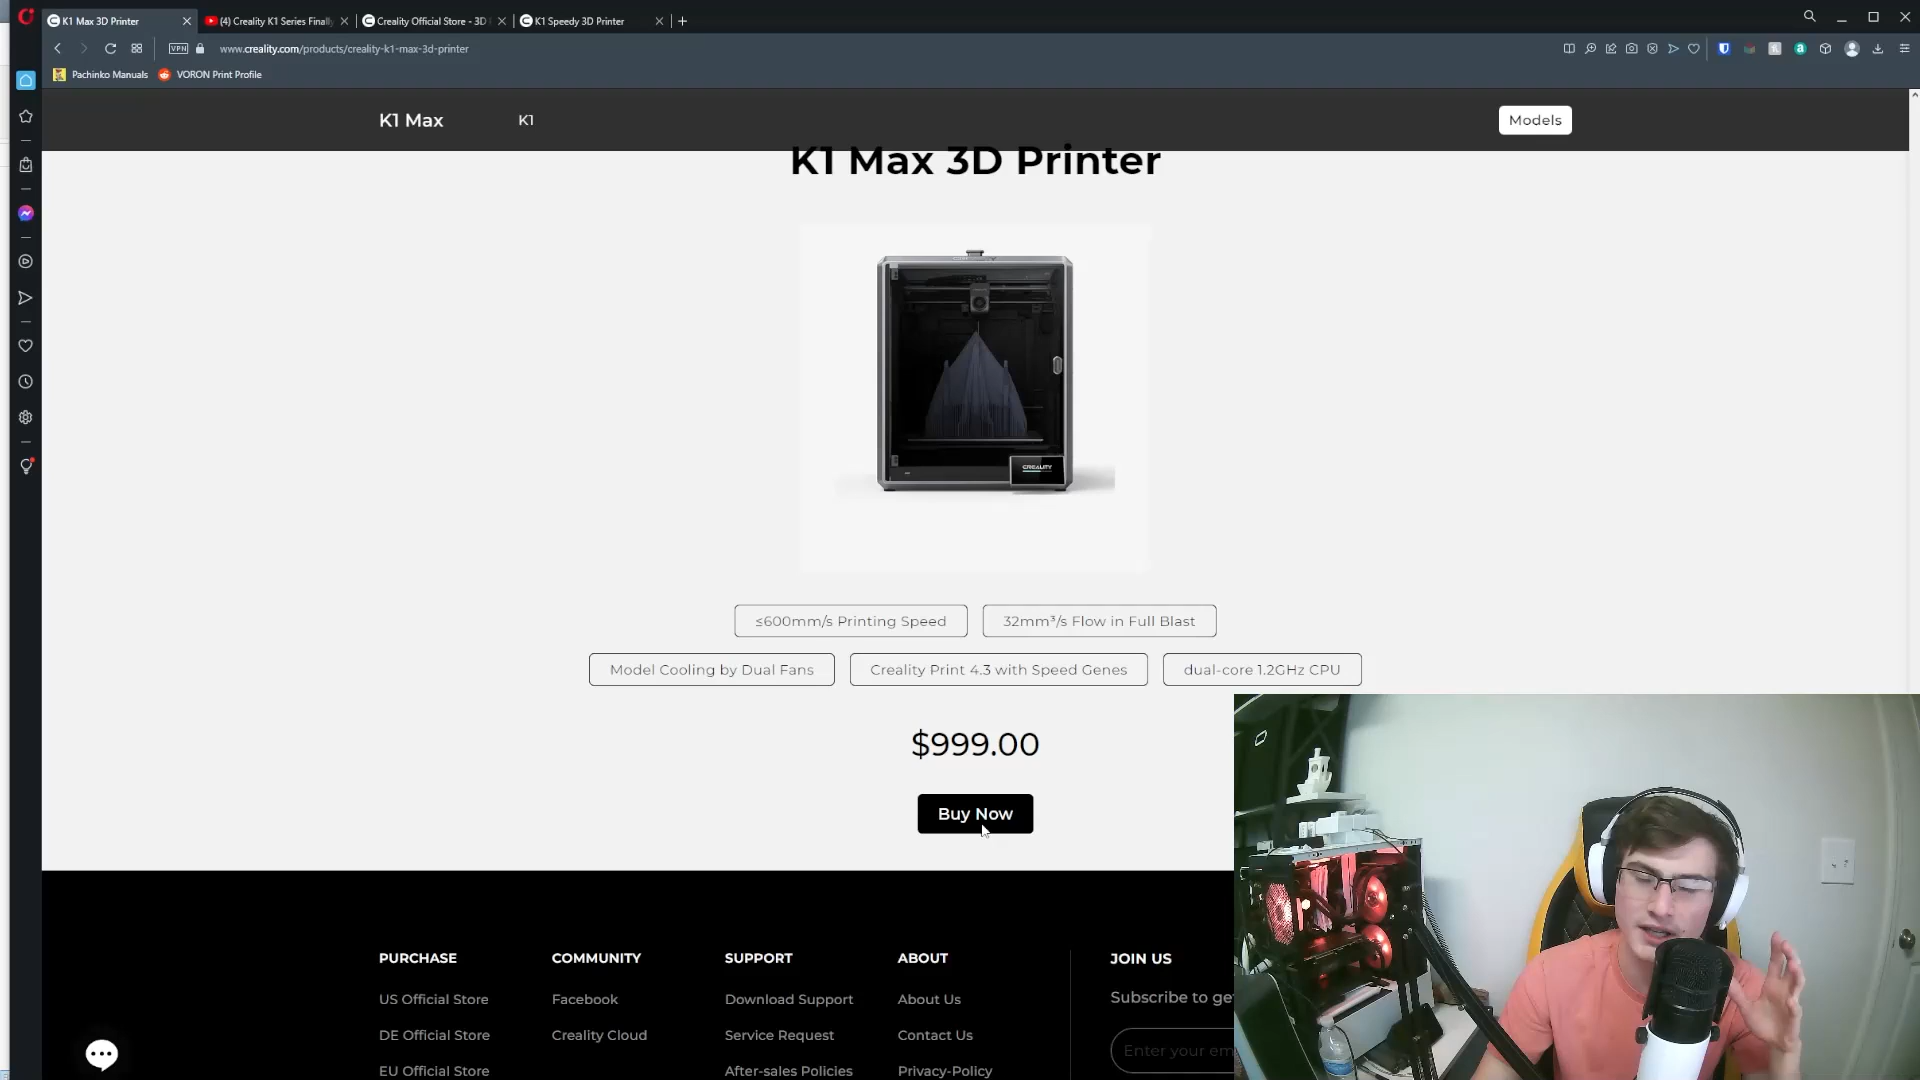 K1 Max 3D Printer
(4) Creality K1 Series Finall
Creality Official Store - 3D
K1 Speedy 3D Printer
VPN
www.creality.com/products/creality-k1-max-3d-printer
Pachinko Manuals
VORON Print Profile
K1 Max
K1
Models
K1 Max 3D Printer
CREALITY
≤600mm/s Printing Speed
32mm³/s Flow in Full Blast
Model Cooling by Dual Fans
Creality Print 4.3 with Speed Genes
dual-core 1.2GHz CPU
$999.00
Buy Now
PURCHASE
COMMUNITY
SUPPORT
ABOUT
JOIN US
US Official Store
Facebook
Download Support
About Us
Subscribe to ge
DE Official Store
Creality Cloud
Service Request
Contact Us
Enter your em
EU Official Store
After-sales Policies
Privacy-Policy